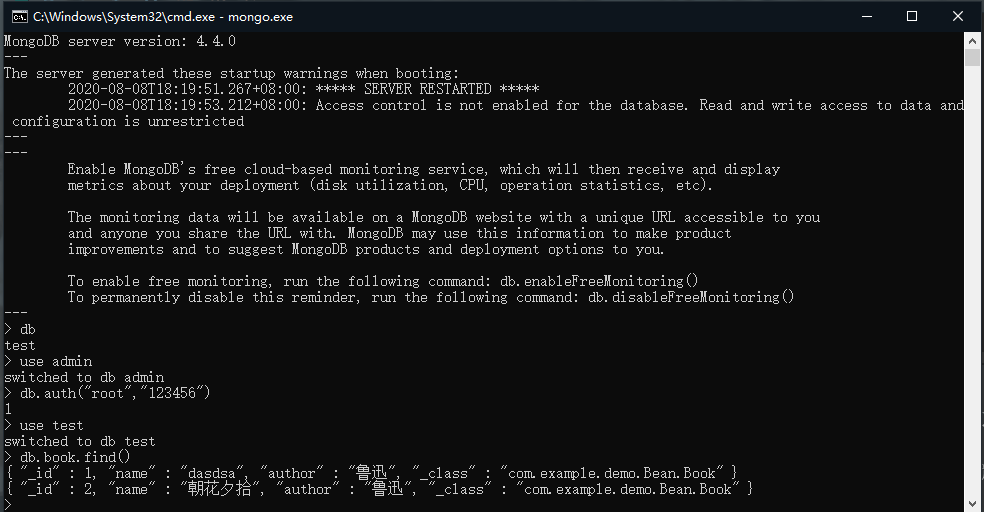 C:\Windows\System32\cmd.exe - mongo.exe
MongoDB server version: 4.4.0
---
The server generated these startup warnings when booting:
        2020-08-08T18:19:51.267+08:00: ***** SERVER RESTARTED *****
        2020-08-08T18:19:53.212+08:00: Access control is not enabled for the database. Read and write access to data and
 configuration is unrestricted
---
---
        Enable MongoDB's free cloud-based monitoring service, which will then receive and display
        metrics about your deployment (disk utilization, CPU, operation statistics, etc).

        The monitoring data will be available on a MongoDB website with a unique URL accessible to you
        and anyone you share the URL with. MongoDB may use this information to make product
        improvements and to suggest MongoDB products and deployment options to you.

        To enable free monitoring, run the following command: db.enableFreeMonitoring()
        To permanently disable this reminder, run the following command: db.disableFreeMonitoring()
---
> db
test
> use admin
switched to db admin
> db.auth("root","123456")
1
> use test
switched to db test
> db.book.find()
{ "_id" : 1, "name" : "dasdsa", "author" : "鲁迅", "_class" : "com.example.demo.Bean.Book" }
{ "_id" : 2, "name" : "朝花夕拾", "author" : "鲁迅", "_class" : "com.example.demo.Bean.Book" }
>